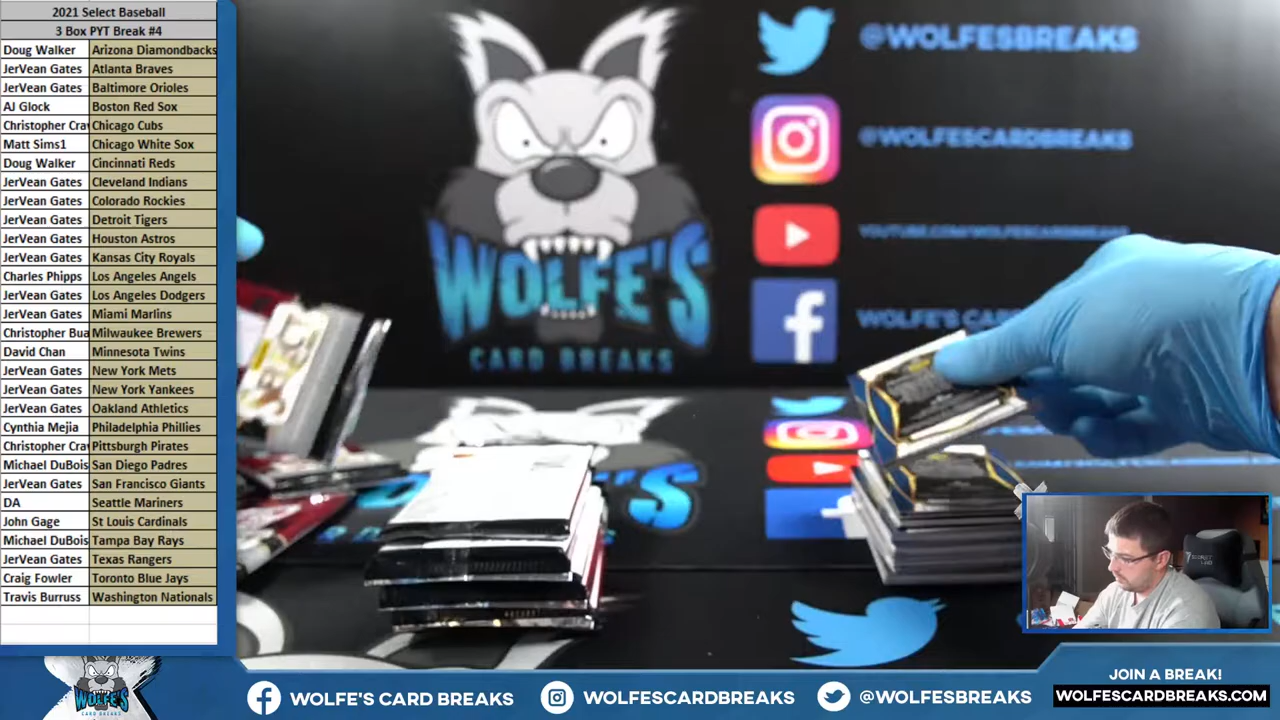 2021 Select Baseball
3 Box PYT Break #4
Doug Walker Arizona Diamondbacks
JerVean Gates Atlanta Braves
JerVean Gates Baltimore Orioles
AJ Glock Boston Red Sox
Christopher Cra Chicago Cubs
Matt Sims1 Chicago White Sox
Doug Walker Cincinnati Reds
JerVean Gates Cleveland Indians
JerVean Gates Colorado Rockies
JerVean Gates Detroit Tigers
JerVean Gates Houston Astros
JerVean Gates Kansas City Royals
Charles Phipps Los Angeles Angels
JerVean Gates Los Angeles Dodgers
JerVean Gates Miami Marlins
Christopher Bua Milwaukee Brewers
David Chan Minnesota Twins
JerVean Gates New York Mets
JerVean Gates New York Yankees
JerVean Gates Oakland Athletics
Cynthia Mejia Philadelphia Phillies
Christopher Cra Pittsburgh Pirates
Michael DuBois San Diego Padres
JerVean Gates San Francisco Giants
DA Seattle Mariners
John Gage St Louis Cardinals
Michael DuBois Tampa Bay Rays
JerVean Gates Texas Rangers
Craig Fowler Toronto Blue Jays
Travis Burruss Washington Nationals
@WOLFESBREAKS
@WOLFESCARDBREAKS
YOUTUBE.COM/WOLFESCARDBREAKS
WOLFE'S
WOLFE'S
CARD BREAKS
SELECT
WOLFE'S
WOLFE'S CARD BREAKS
WOLFESCARDBREAKS
@WOLFESBREAKS
JOIN A BREAK!
WOLFESCARDBREAKS.COM